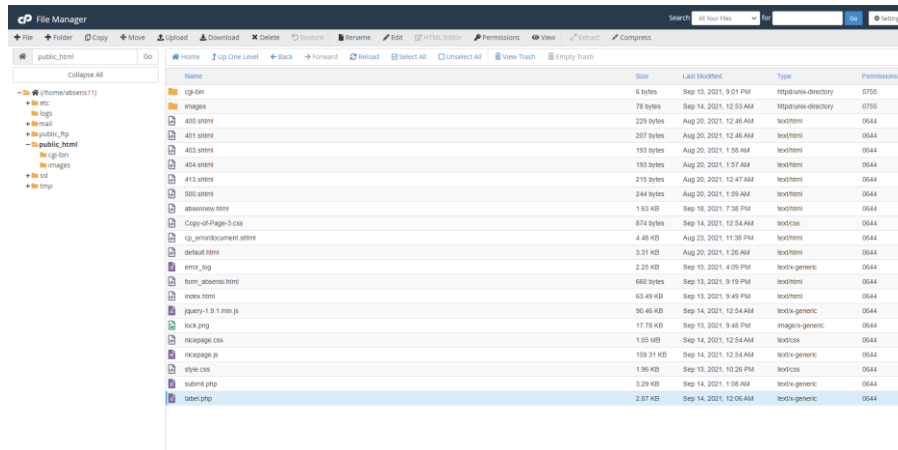 cP File Manager
Search All Your Files for Go Settings
File Folder Copy Move Upload Download Delete Restore Rename Edit HTML Editor Permissions View Extract Compress
public_html Go Home Up One Level Back Forward Reload Select All Unselect All View Trash Empty Trash
Collapse All
Name Size Last Modified Type Permissions
(/home/absens11)
etc
logs
mail
public_ftp
public_html
cgi-bin
images
ssl
tmp
cgi-bin 6 bytes Sep 13, 2021, 9:01 PM httpd/unix-directory 0755
images 78 bytes Sep 14, 2021, 12:53 AM httpd/unix-directory 0755
400.shtml 229 bytes Aug 20, 2021, 12:46 AM text/html 0644
401.shtml 207 bytes Aug 20, 2021, 12:46 AM text/html 0644
403.shtml 193 bytes Aug 20, 2021, 1:58 AM text/html 0644
404.shtml 193 bytes Aug 20, 2021, 1:57 AM text/html 0644
413.shtml 215 bytes Aug 20, 2021, 12:47 AM text/html 0644
500.shtml 244 bytes Aug 20, 2021, 1:59 AM text/html 0644
absennew.html 1.63 KB Sep 18, 2021, 7:38 PM text/html 0644
Copy-of-Page-3.css 874 bytes Sep 14, 2021, 12:54 AM text/css 0644
cp_errordocument.shtml 4.48 KB Aug 23, 2021, 11:38 PM text/html 0644
default.html 3.31 KB Aug 20, 2021, 1:26 AM text/html 0644
error_log 2.25 KB Sep 15, 2021, 4:09 PM text/x-generic 0644
form_absensi.html 660 bytes Sep 13, 2021, 9:19 PM text/html 0644
index.html 63.49 KB Sep 13, 2021, 9:49 PM text/html 0644
jquery-1.9.1.min.js 90.46 KB Sep 14, 2021, 12:54 AM text/x-generic 0644
lock.png 17.78 KB Sep 13, 2021, 9:48 PM image/x-generic 0644
nicepage.css 1.05 MB Sep 14, 2021, 12:54 AM text/css 0644
nicepage.js 159.31 KB Sep 14, 2021, 12:54 AM text/x-generic 0644
style.css 1.96 KB Sep 13, 2021, 10:26 PM text/css 0644
submit.php 3.29 KB Sep 14, 2021, 1:08 AM text/x-generic 0644
tabel.php 2.87 KB Sep 14, 2021, 12:06 AM text/x-generic 0644